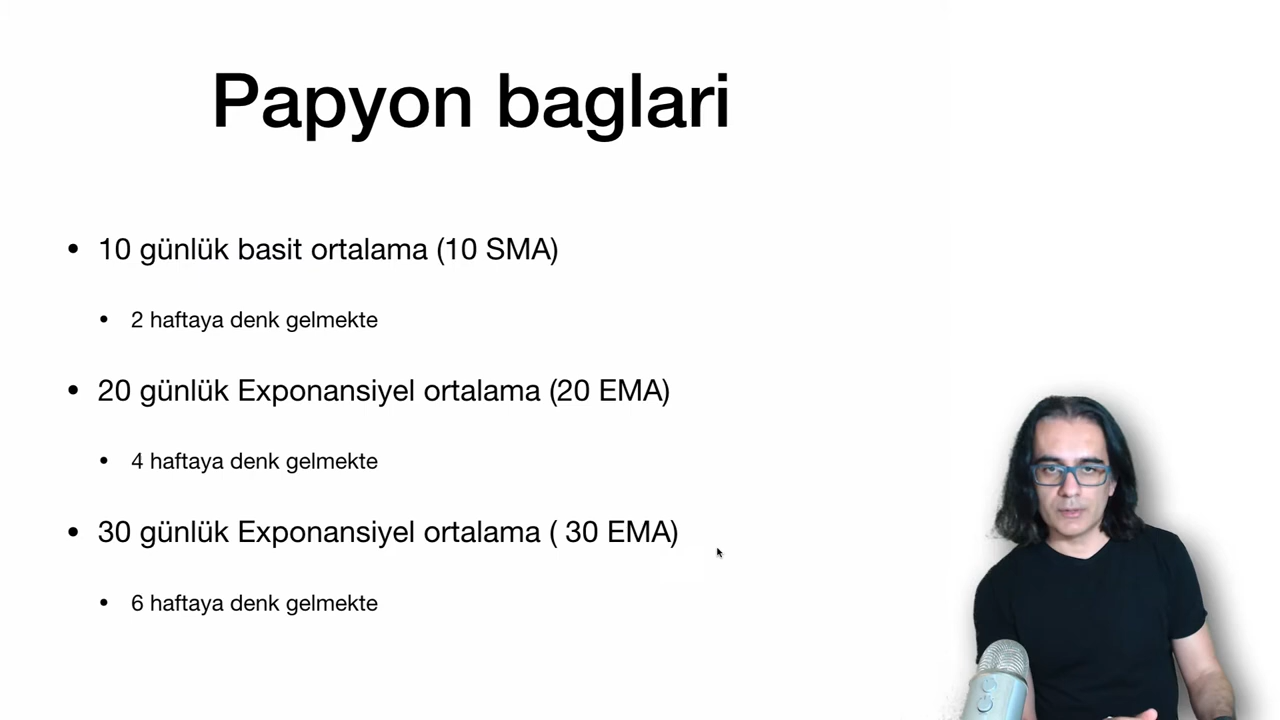 Papyon baglari
• 10 günlük basit ortalama (10 SMA)
• 2 haftaya denk gelmekte
• 20 günlük Exponansiyel ortalama (20 EMA)
• 4 haftaya denk gelmekte
• 30 günlük Exponansiyel ortalama ( 30 EMA)
• 6 haftaya denk gelmekte